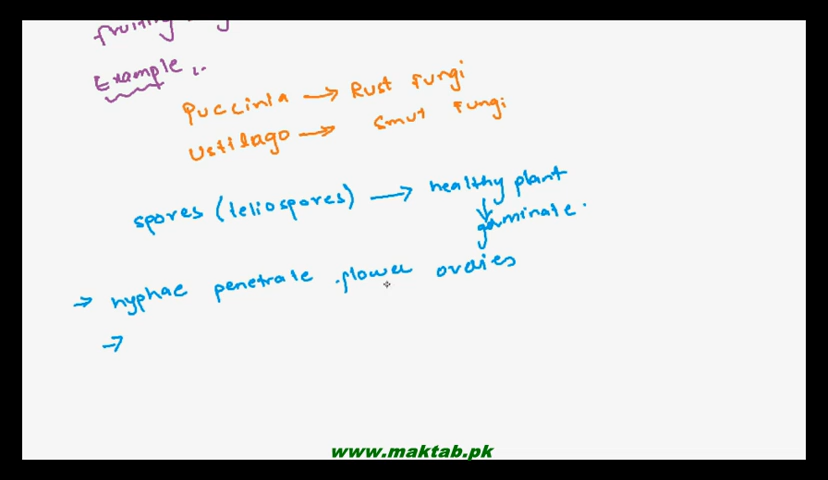 fruiting
Example :-
Puccinia → Rust fungi
Ustilago → Smut fungi
spores (teliospores) → healthy plant
↓
germinate.
→ hyphae penetrate flower ovaries
→
www.maktab.pk